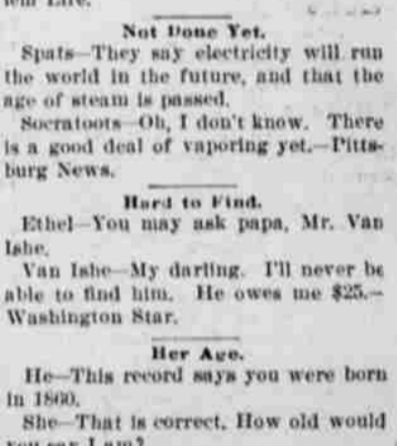 Not Done Yet.
Spats—They say electricity will run
the world in the future, and that the
age of steam is passed.
Socratoots—Oh, I don't know. There
is a good deal of vaporing yet.—Pitts-
burg News.
Hard to Find.
Ethel—You may ask papa, Mr. Van
Ishe.
Van Ishe—My darling. I'll never be
able to find him. He owes me $25.—
Washington Star.
Her Age.
He—This record says you were born
in 1860.
She—That is correct. How old would
you say I am?